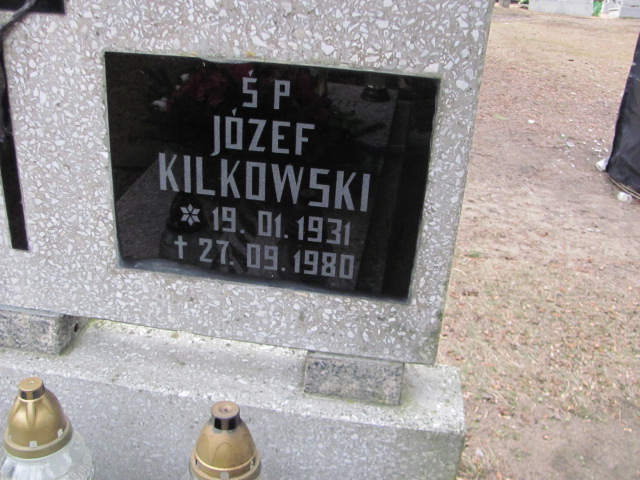 Ś P
JÓZEF
KILKOWSKI
* 19. 01. 1931
† 27. 09. 1980